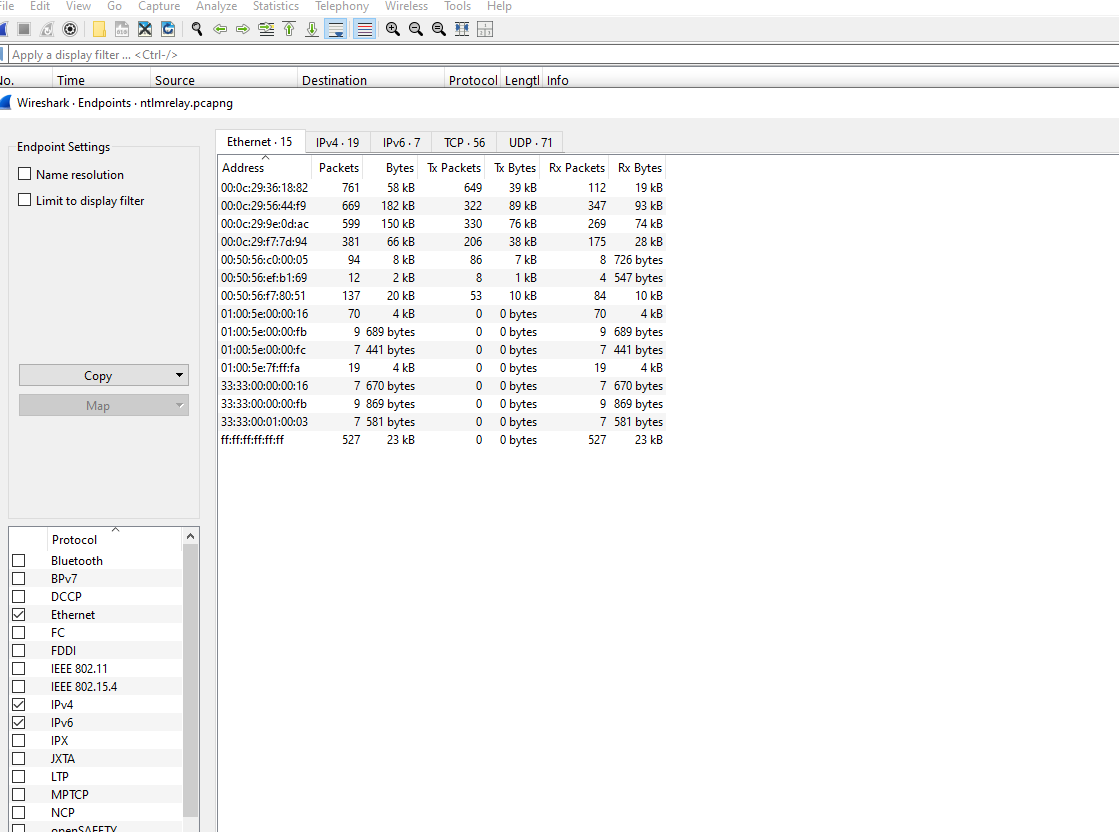 File Edit View Go Capture Analyze Statistics Telephony Wireless Tools Help
Apply a display filter ... <Ctrl-/>
No. Time Source Destination Protocol Lengtl Info
Wireshark · Endpoints · ntlmrelay.pcapng
Endpoint Settings
Name resolution
Limit to display filter
Copy
Map
Protocol
Bluetooth
BPv7
DCCP
Ethernet
FC
FDDI
IEEE 802.11
IEEE 802.15.4
IPv4
IPv6
IPX
JXTA
LTP
MPTCP
NCP
openSAFETY
Ethernet · 15 IPv4 · 19 IPv6 · 7 TCP · 56 UDP · 71
Address Packets Bytes Tx Packets Tx Bytes Rx Packets Rx Bytes
00:0c:29:36:18:82 761 58 kB 649 39 kB 112 19 kB
00:0c:29:56:44:f9 669 182 kB 322 89 kB 347 93 kB
00:0c:29:9e:0d:ac 599 150 kB 330 76 kB 269 74 kB
00:0c:29:f7:7d:94 381 66 kB 206 38 kB 175 28 kB
00:50:56:c0:00:05 94 8 kB 86 7 kB 8 726 bytes
00:50:56:ef:b1:69 12 2 kB 8 1 kB 4 547 bytes
00:50:56:f7:80:51 137 20 kB 53 10 kB 84 10 kB
01:00:5e:00:00:16 70 4 kB 0 0 bytes 70 4 kB
01:00:5e:00:00:fb 9 689 bytes 0 0 bytes 9 689 bytes
01:00:5e:00:00:fc 7 441 bytes 0 0 bytes 7 441 bytes
01:00:5e:7f:ff:fa 19 4 kB 0 0 bytes 19 4 kB
33:33:00:00:00:16 7 670 bytes 0 0 bytes 7 670 bytes
33:33:00:00:00:fb 9 869 bytes 0 0 bytes 9 869 bytes
33:33:00:01:00:03 7 581 bytes 0 0 bytes 7 581 bytes
ff:ff:ff:ff:ff:ff 527 23 kB 0 0 bytes 527 23 kB